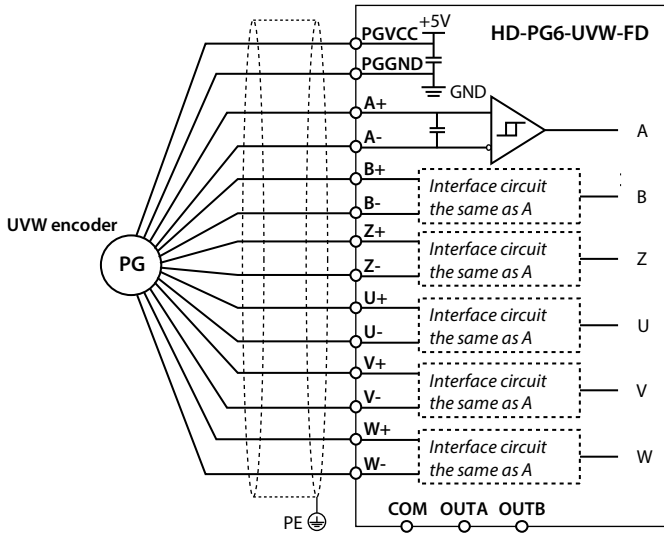 HD-PG6-UVW-FD
PGVCC
+5V
PGGND
GND
A+
A-
A
B+
B-
Interface circuit
the same as A
B
Z+
Z-
Interface circuit
the same as A
Z
UVW encoder
PG
U+
U-
Interface circuit
the same as A
U
V+
V-
Interface circuit
the same as A
V
W+
W-
Interface circuit
the same as A
W
PE
COM OUTA OUTB